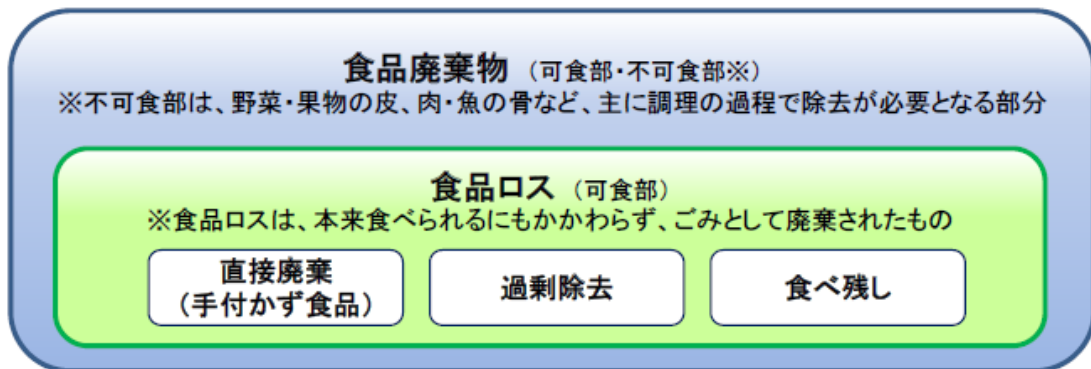 食品廃棄物 (可食部・不可食部※)
※不可食部は、野菜・果物の皮、肉・魚の骨など、主に調理の過程で除去が必要となる部分
食品ロス (可食部)
※食品ロスは、本来食べられるにもかかわらず、ごみとして廃棄されたもの
直接廃棄
(手付かず食品)
過剰除去
食べ残し